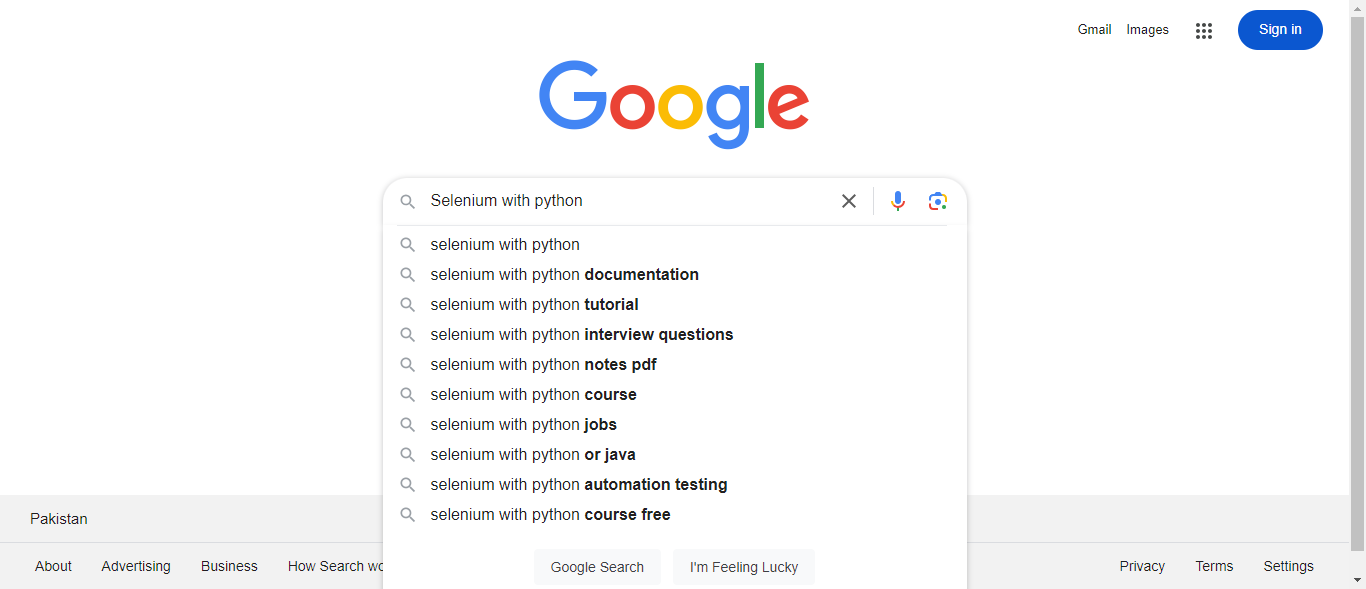 Gmail Images Sign in
Google
Selenium with python
selenium with python
selenium with python documentation
selenium with python tutorial
selenium with python interview questions
selenium with python notes pdf
selenium with python course
selenium with python jobs
selenium with python or java
selenium with python automation testing
selenium with python course free
Pakistan
About Advertising Business How Search Google Search I'm Feeling Lucky Privacy Terms Settings